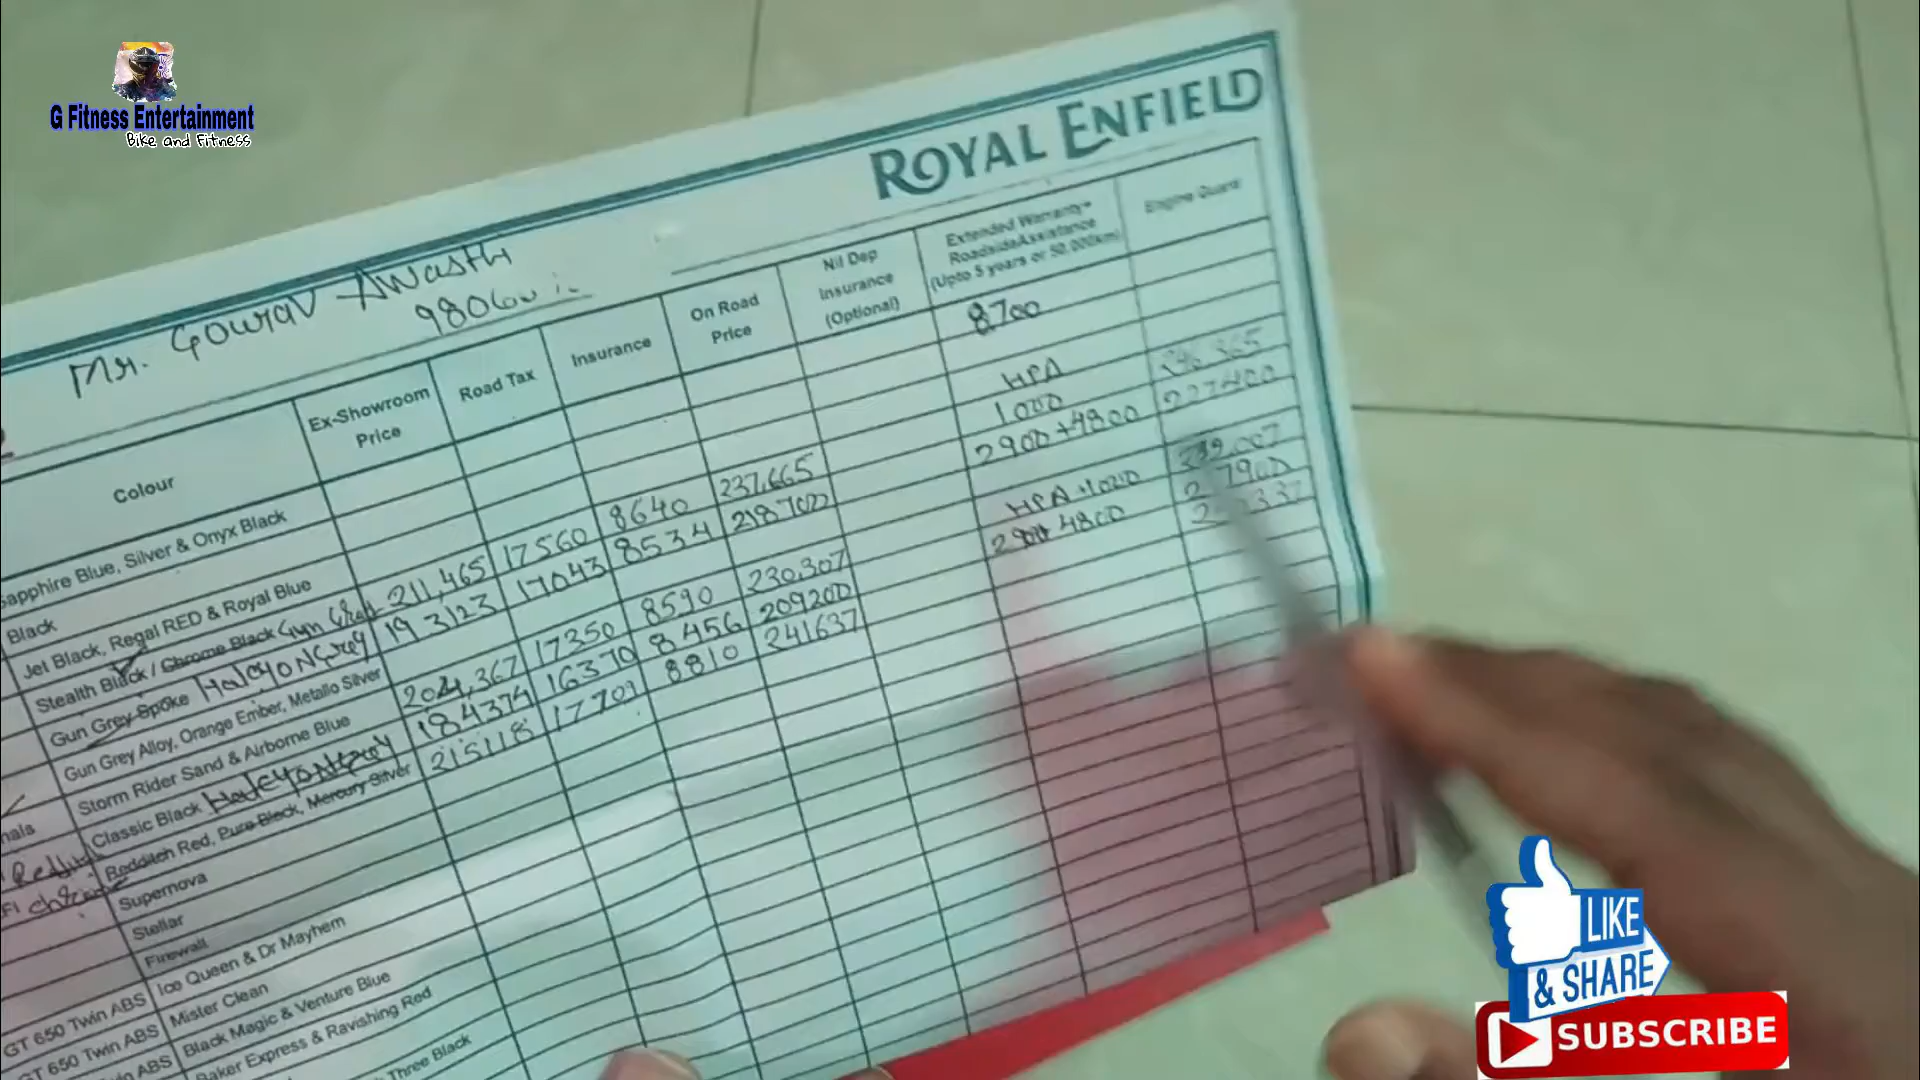 G Fitness Entertainment
Bike and Fitness
ROYAL ENFIELD
Mr. Gourav Awasthi
Colour
Ex-Showroom Price
Road Tax
Insurance
On Road Price
Nil Dep Insurance (Optional)
Extended Warranty+ RoadsideAssistance (Upto 5 years or 50,000km)
Engine Guard
Sapphire Blue, Silver & Onyx Black
8700
Black
Jet Black, Regal RED & Royal Blue
HPA
1000
Stealth Black / Chrome Black 211,465 17560 8640 237,665 2900+4800
Gun Grey Spoke Halcyon Grey 193123 17043 8534 218700 227400
Gun Grey Alloy, Orange Ember, Metallo Silver
Storm Rider Sand & Airborne Blue 204,367 17350 8590 230,307 HPA+1000
Classic Black Halcyon Grey 184374 16370 8456 209200 4800
Redditch Red, Pure Black, Mercury Silver 215118 17709 8810 241637
Supernova
Stellar
Firewall
GT 650 Twin ABS Ice Queen & Dr Mayhem
GT 650 Twin ABS Mister Clean
Twin ABS Black Magic & Venture Blue
Baker Express & Ravishing Red
Three Black
LIKE
& SHARE
SUBSCRIBE